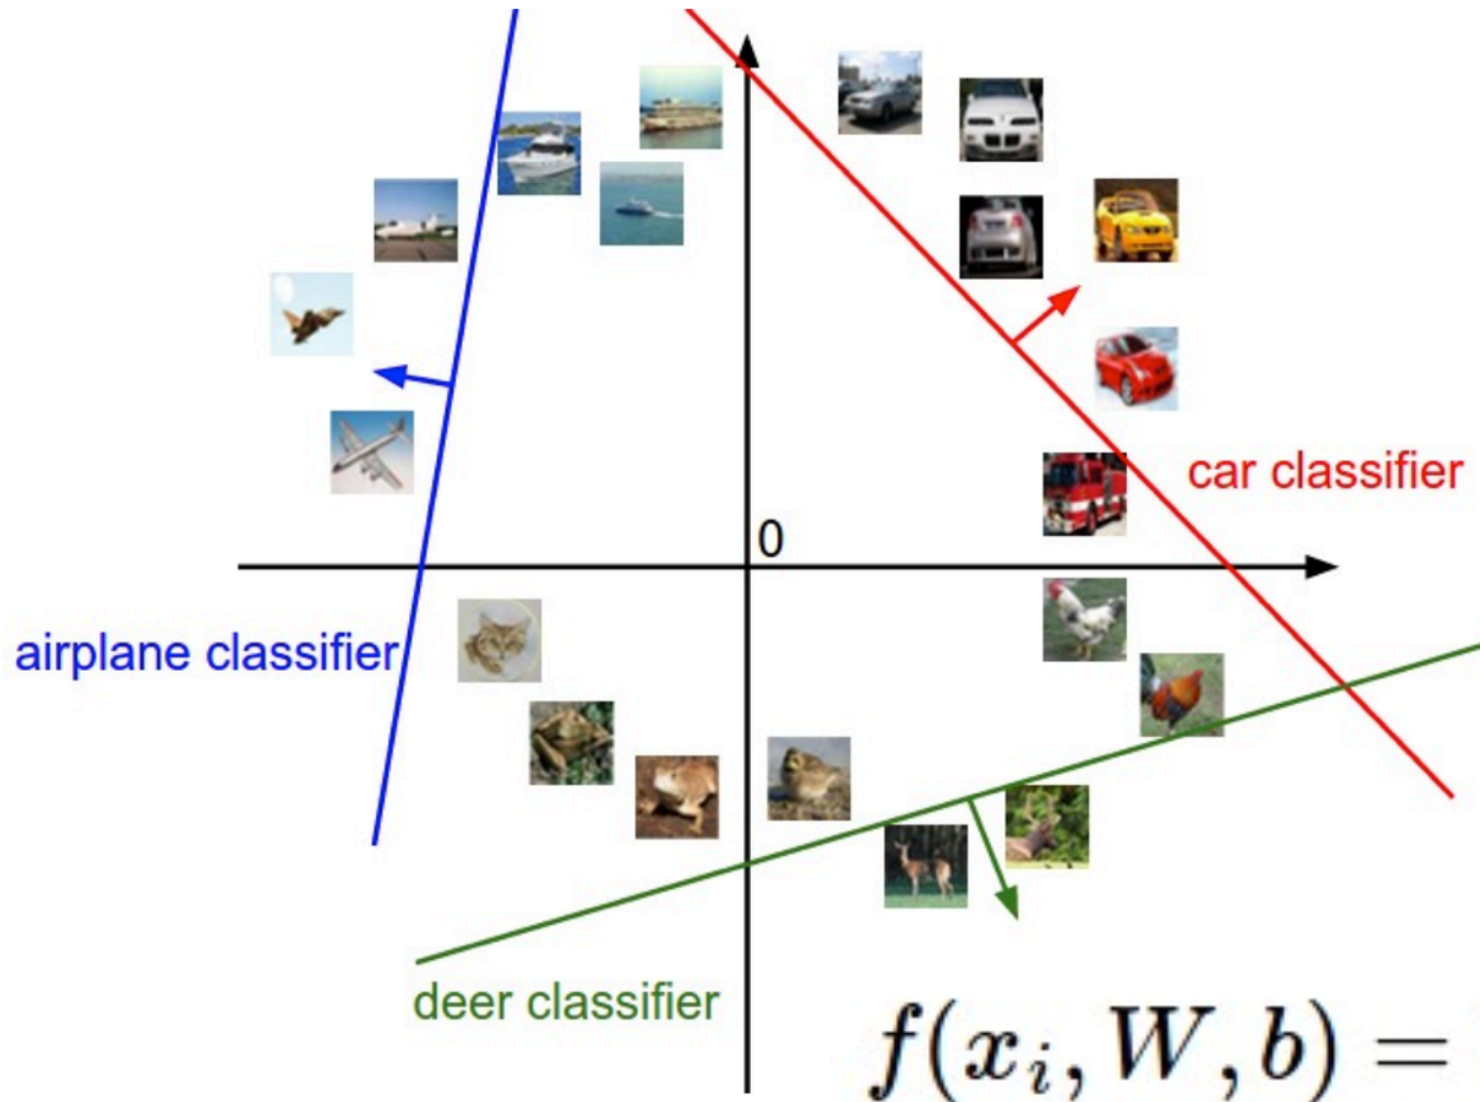 0
car classifier
airplane classifier
deer classifier
f(x_i, W, b) =